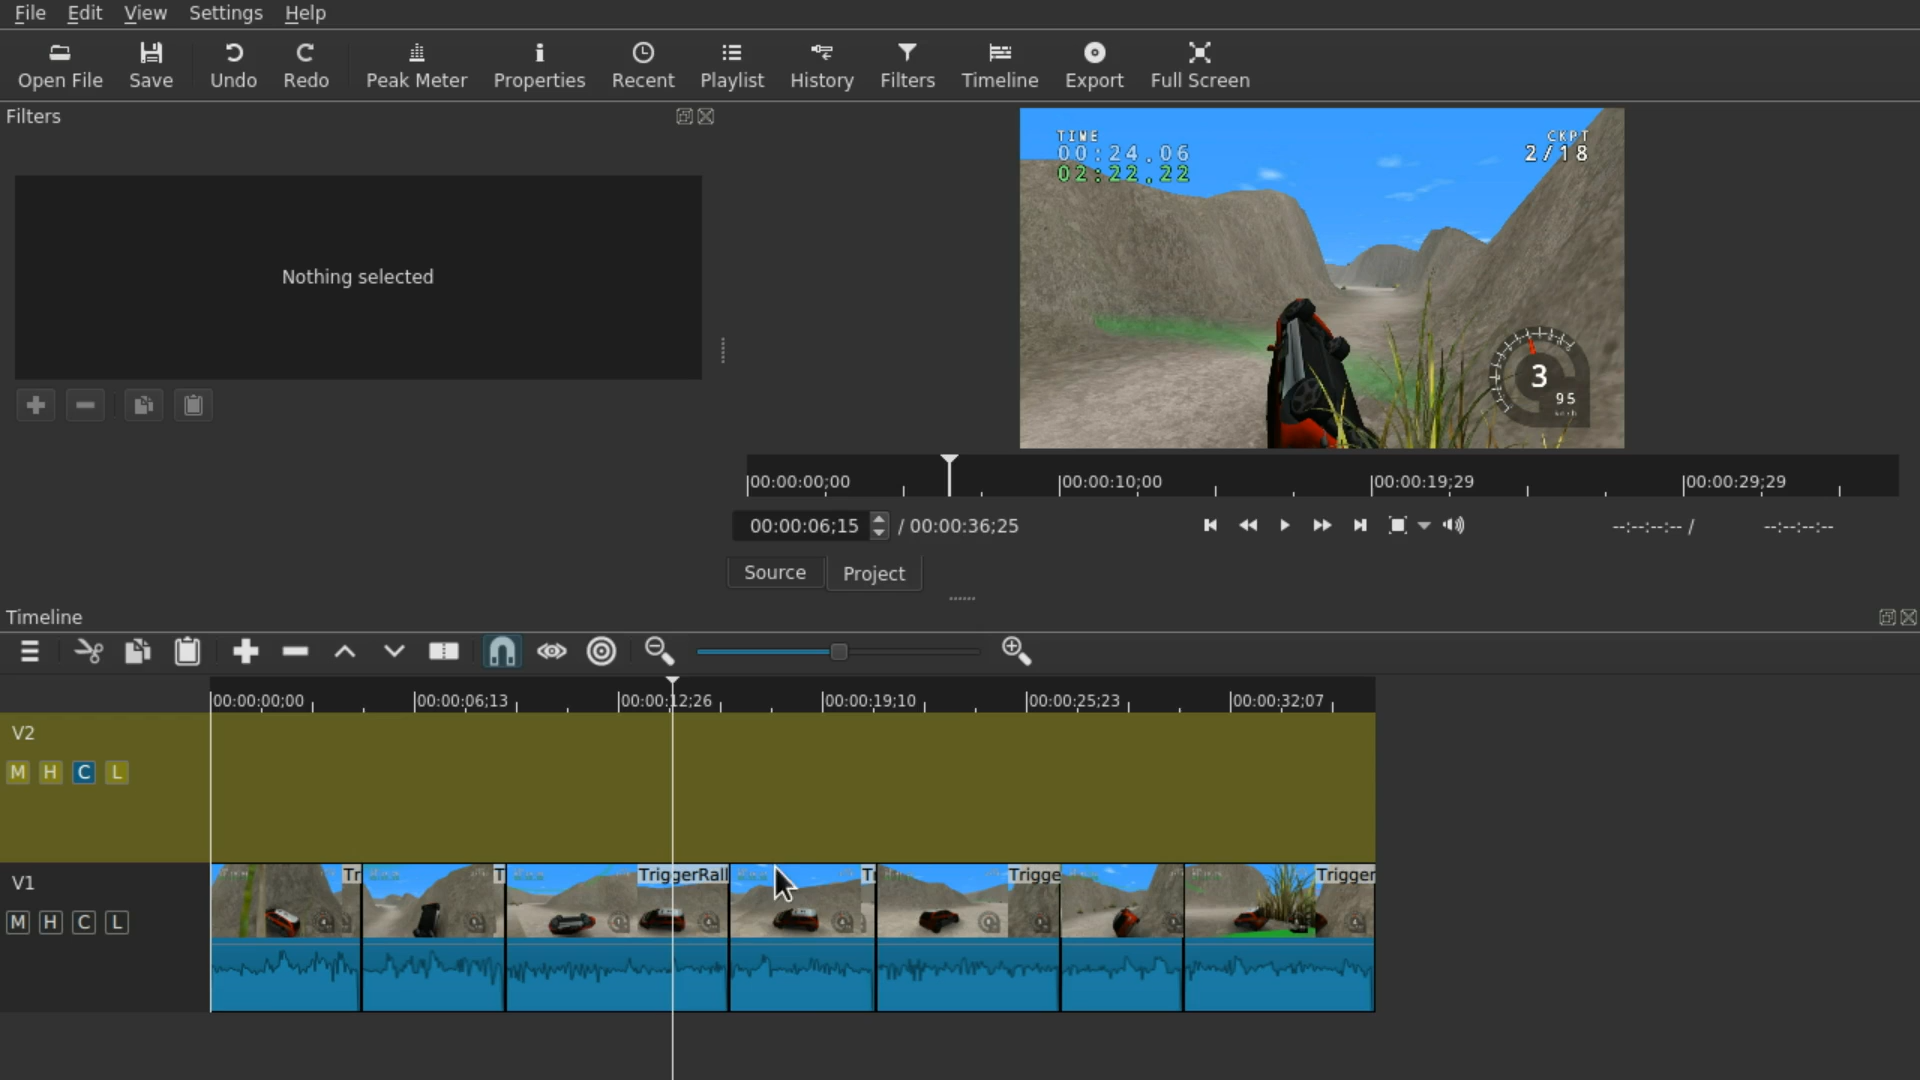 File Edit View Settings Help
Open File Save Undo Redo Peak Meter Properties Recent Playlist History Filters Timeline Export Full Screen
Filters
Nothing selected
TIME
00:24.06
02:22.22
CKPT
2/18
3
95
00:00:00;00 00:00:10;00 00:00:19;29 00:00:29;29
00:00:06;15 / 00:00:36;25
--:--:--:-- / --:--:--:--
Source Project
Timeline
00:00:00;00 00:00:06;13 00:00:12;26 00:00:19;10 00:00:25;23 00:00:32;07
V2
M H C L
V1
M H C L
Tr T TriggerRall Tr Trigge Trigger